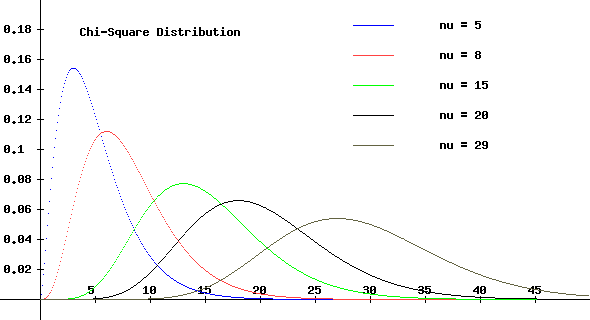 0.18
Chi-Square Distribution
nu = 5
0.16
nu = 8
0.14
nu = 15
0.12
nu = 20
0.1
nu = 29
0.08
0.06
0.04
0.02
5 10 15 20 25 30 35 40 45